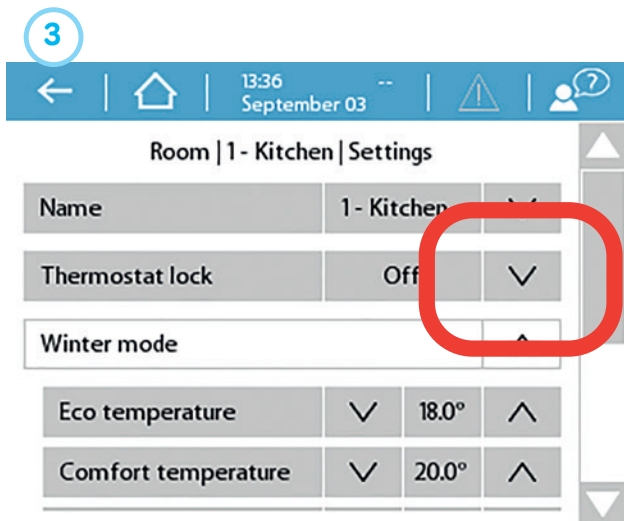 3
13:36 --
September 03
?
Room | 1 - Kitchen | Settings
Name 1 - Kitchen
Thermostat lock Off
Winter mode
Eco temperature 18.0°
Comfort temperature 20.0°